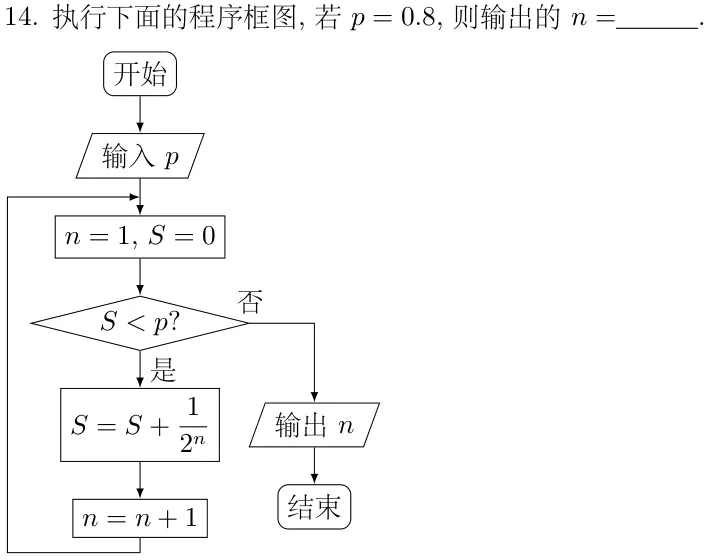 14. 执行下面的程序框图, 若 p = 0.8, 则输出的 n =______.
开始
输入 p
n = 1, S = 0
S < p?
否
是
S = S + \frac{1}{2^n}
n = n + 1
输出 n
结束